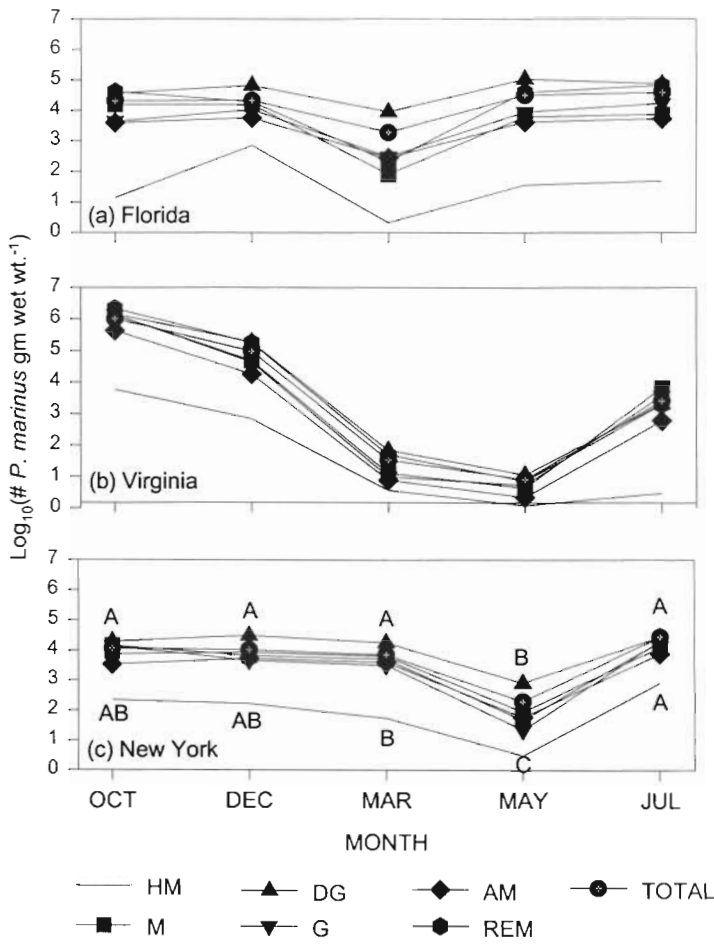 Log₁₀(# P. marinus gm wet wt.⁻¹)
7
6
5
4
3
2
1
0
(a) Florida
7
6
5
4
3
2
1
0
(b) Virginia
7
6
5
4
3
2
1
0
A A A A
B
AB AB B C A
(c) New York
OCT DEC MAR MAY JUL
MONTH
HM DG AM TOTAL
M G REM